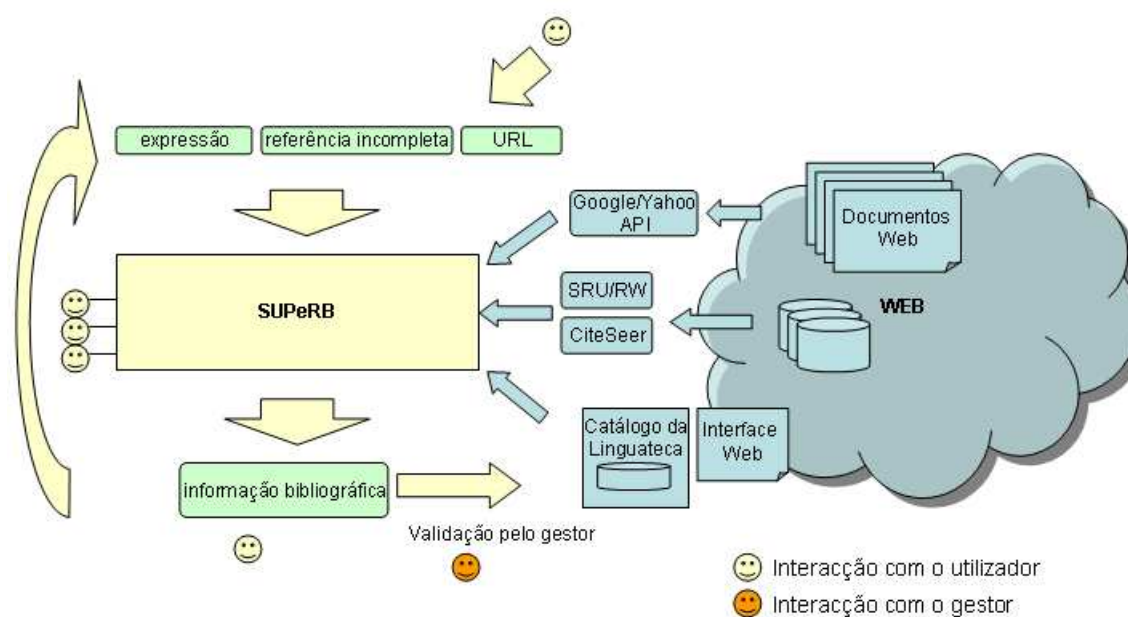 expressão
referência incompleta
URL
Google/Yahoo
API
Documentos
Web
SUPeRB
SRU/RW
CiteSeer
WEB
Catálogo da
Linguateca
Interface
Web
informação bibliográfica
Validação pelo gestor
Interacção com o utilizador
Interacção com o gestor